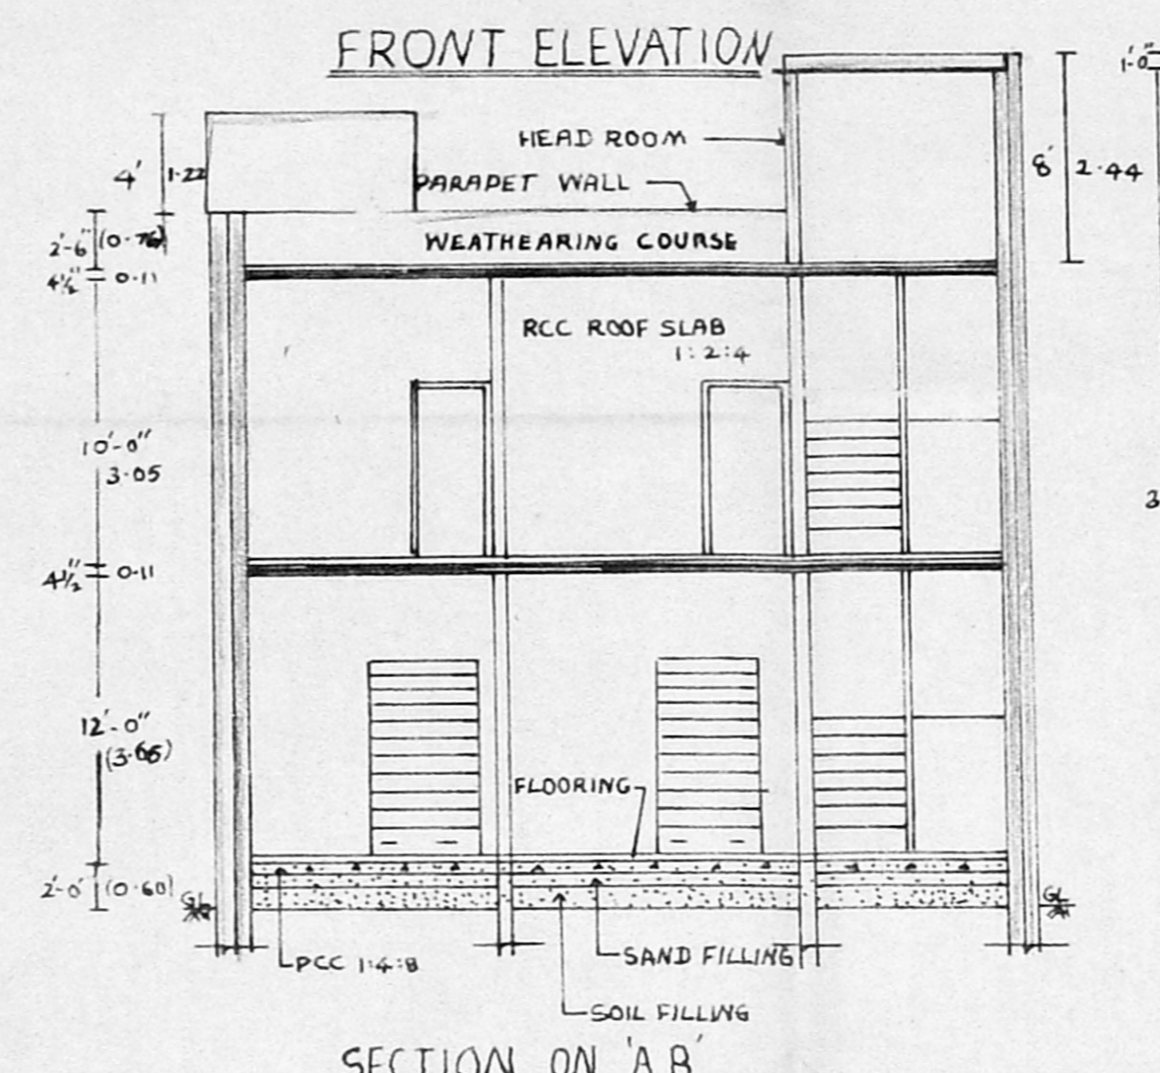 FRONT ELEVATION
1'-0"
HEAD ROOM
4' 1.22
8' 2.44
PARAPET WALL
2'-6" (0.76)
WEATHEARING COURSE
4½" 0.11
RCC ROOF SLAB
1:2:4
10'-0"
3.05
3
4½" 0.11
12'-0"
(3.66)
FLOORING
2'-0" (0.60)
GL
GL
PCC 1:4:8
SAND FILLING
SOIL FILLING
SECTION ON 'AB'